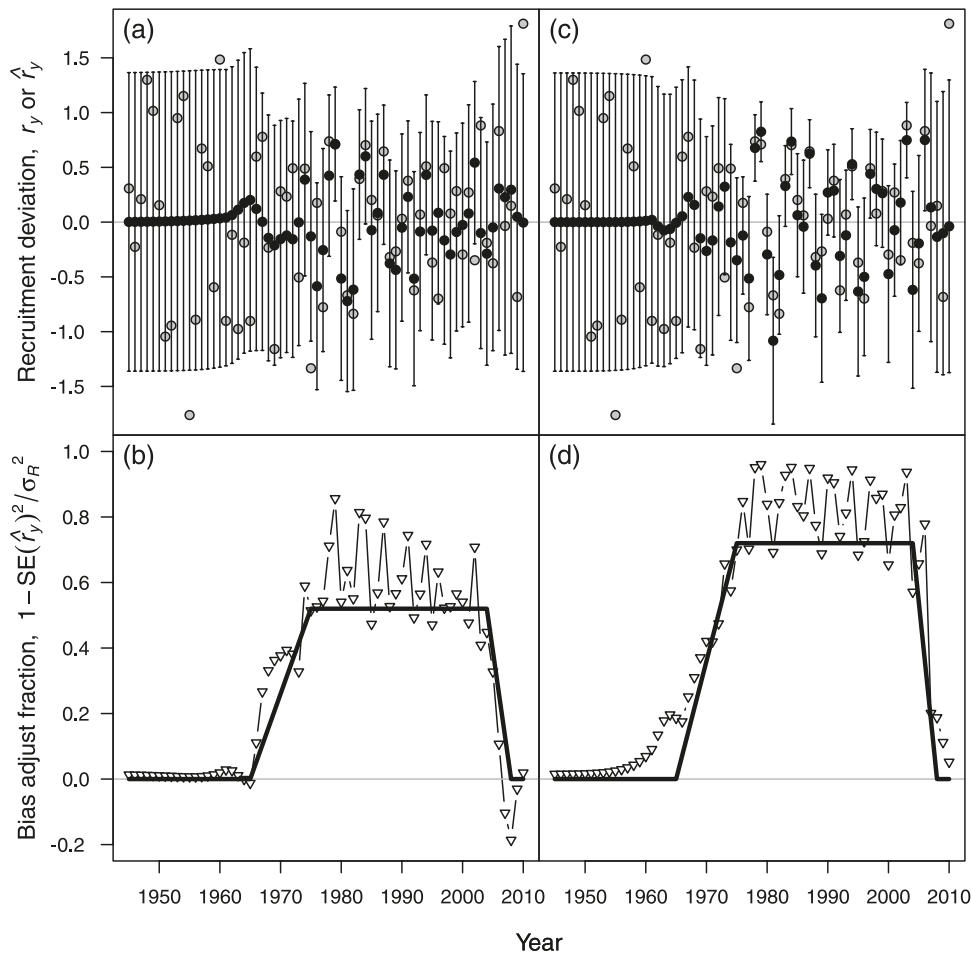 (a)
(c)
Recruitment deviation, r_y or r̂_y
1.5
1.0
0.5
0.0
-0.5
-1.0
-1.5
(b)
(d)
Bias adjust fraction, 1 − SE(r̂_y)²/σ_R²
1.0
0.8
0.6
0.4
0.2
0.0
-0.2
1950 1960 1970 1980 1990 2000 1950 1960 1970 1980 1990 2000 2010
Year